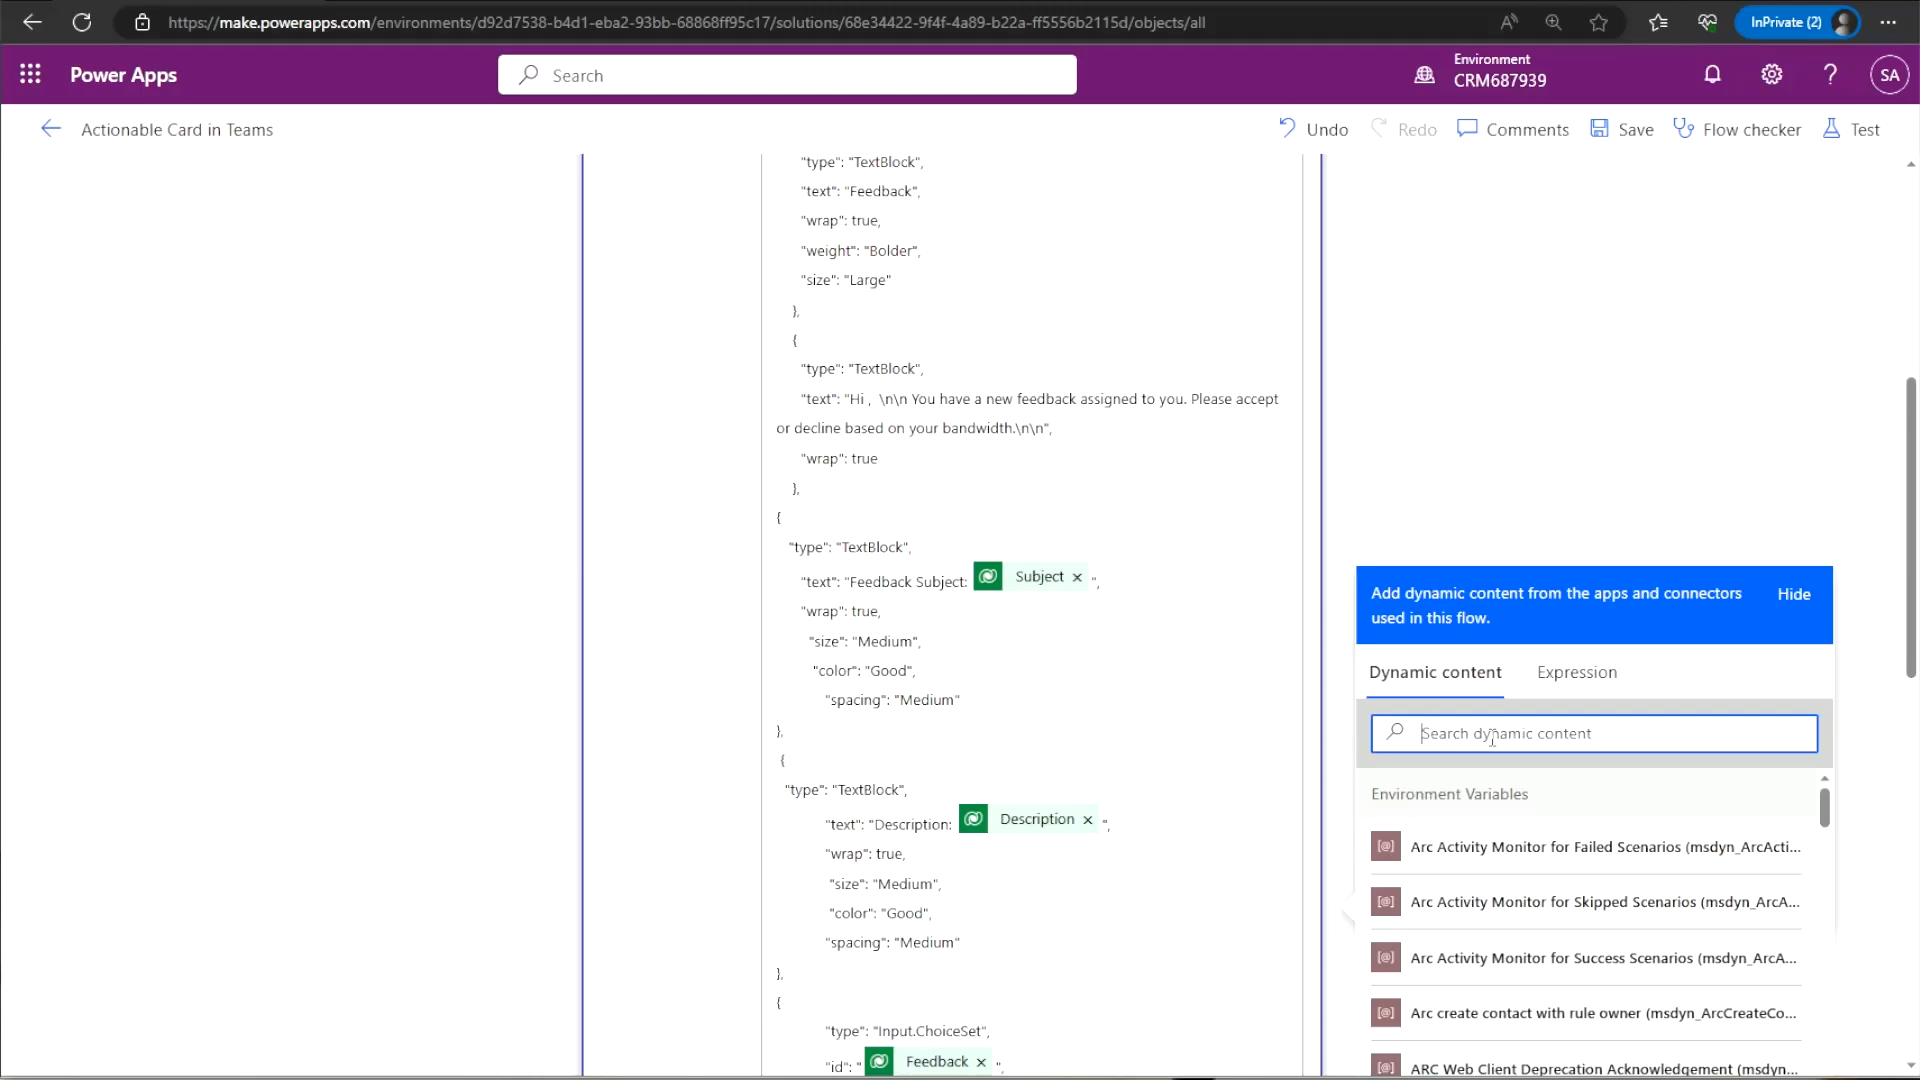 https://make.powerapps.com/environments/d92d7538-b4d1-eba2-93bb-68868ff95c17/solutions/68e34422-9f4f-4a89-b22a-ff5556b2115d/objects/all
InPrivate (2)
Power Apps
Search
Environment
CRM687939
SA
Actionable Card in Teams
Undo
Redo
Comments
Save
Flow checker
Test
"type": "TextBlock",
"text": "Feedback",
"wrap": true,
"weight": "Bolder",
"size": "Large"
},
{
"type": "TextBlock",
"text": "Hi ,  \n\n You have a new feedback assigned to you. Please accept
or decline based on your bandwidth.\n\n",
"wrap": true
},
{
"type": "TextBlock",
"text": "Feedback Subject: Subject × ",
"wrap": true,
"size": "Medium",
"color": "Good",
"spacing": "Medium"
},
{
"type": "TextBlock",
"text": "Description: Description × ",
"wrap": true,
"size": "Medium",
"color": "Good",
"spacing": "Medium"
},
{
"type": "Input.ChoiceSet",
"id": " Feedback × ",
Add dynamic content from the apps and connectors
used in this flow.
Hide
Dynamic content
Expression
Search dynamic content
Environment Variables
Arc Activity Monitor for Failed Scenarios (msdyn_ArcActi...
Arc Activity Monitor for Skipped Scenarios (msdyn_ArcA...
Arc Activity Monitor for Success Scenarios (msdyn_ArcA...
Arc create contact with rule owner (msdyn_ArcCreateCo...
ARC Web Client Deprecation Acknowledgement (msdyn...